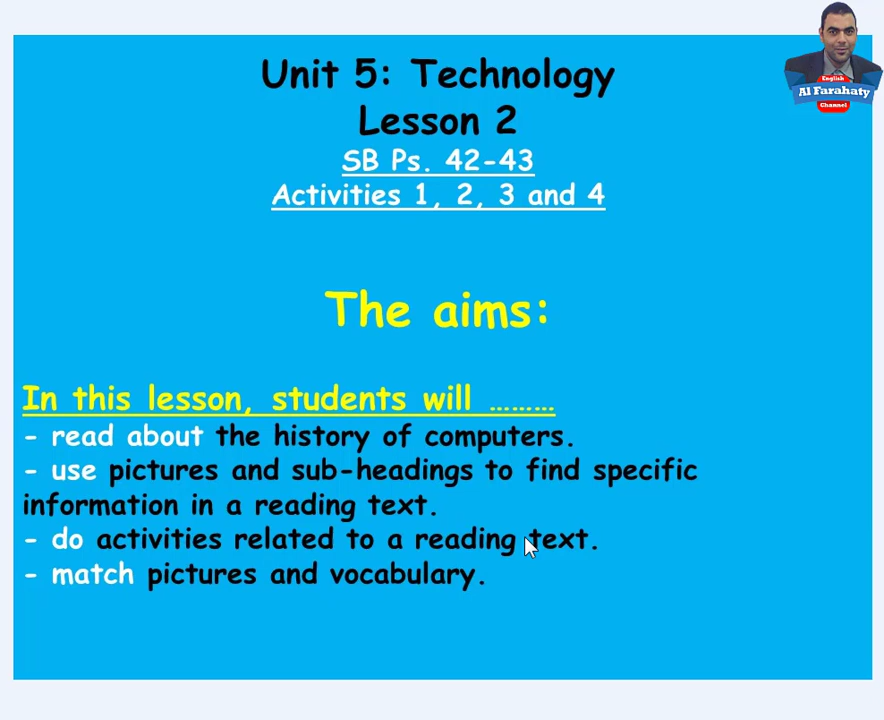 Unit 5: Technology
Lesson 2
SB Ps. 42-43
Activities 1, 2, 3 and 4
English
Al Farahaty
Channel
The aims:
In this lesson, students will .........
- read about the history of computers.
- use pictures and sub-headings to find specific
information in a reading text.
- do activities related to a reading text.
- match pictures and vocabulary.